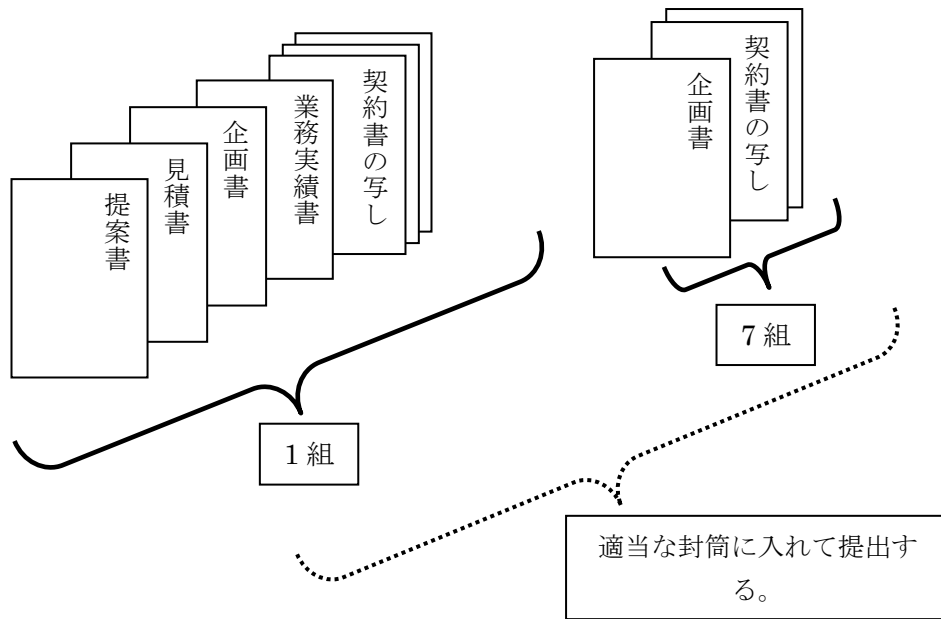 提案書
見積書
企画書
業務実績書
契約書の写し
1組
企画書
契約書の写し
7組
適当な封筒に入れて提出す
る。